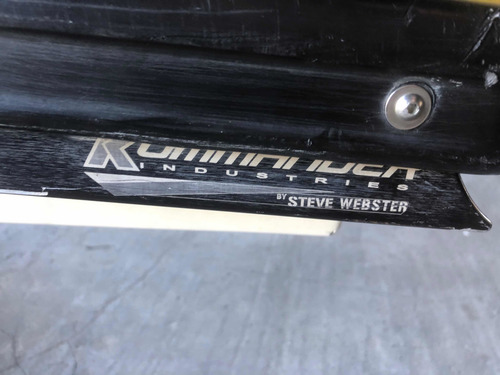 KOMMANDER
INDUSTRIES
BY STEVE WEBSTER